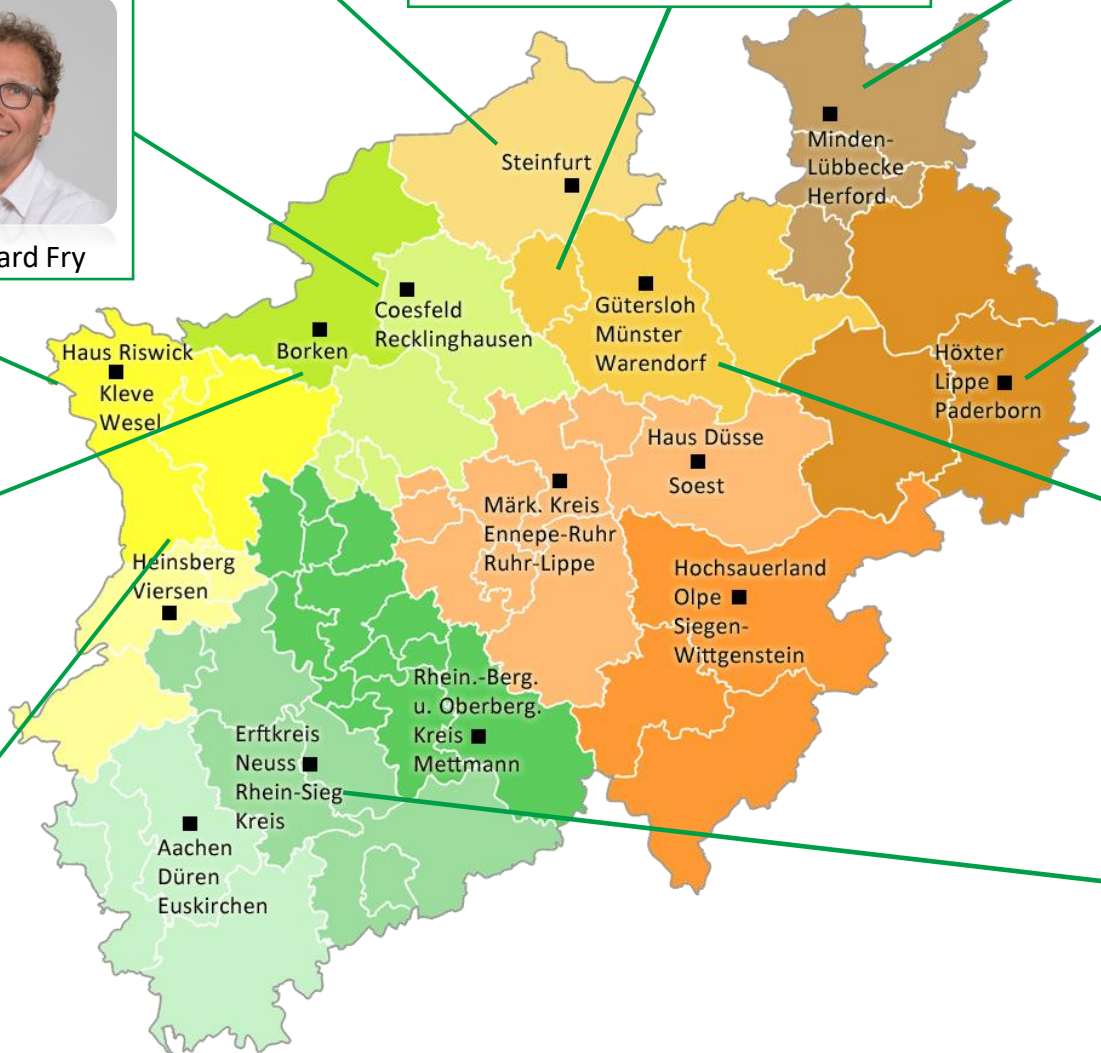 ard Fry
Steinfurt
Minden-
Lübbecke
Herford
Coesfeld
Recklinghausen
Borken
Gütersloh
Münster
Warendorf
Haus Riswick
Kleve
Wesel
Höxter
Lippe
Paderborn
Haus Düsse
Soest
Märk. Kreis
Ennepe-Ruhr
Ruhr-Lippe
Heinsberg
Viersen
Hochsauerland
Olpe
Siegen-
Wittgenstein
Rhein.-Berg.
u. Oberberg.
Kreis
Mettmann
Erftkreis
Neuss
Rhein-Sieg
Kreis
Aachen
Düren
Euskirchen